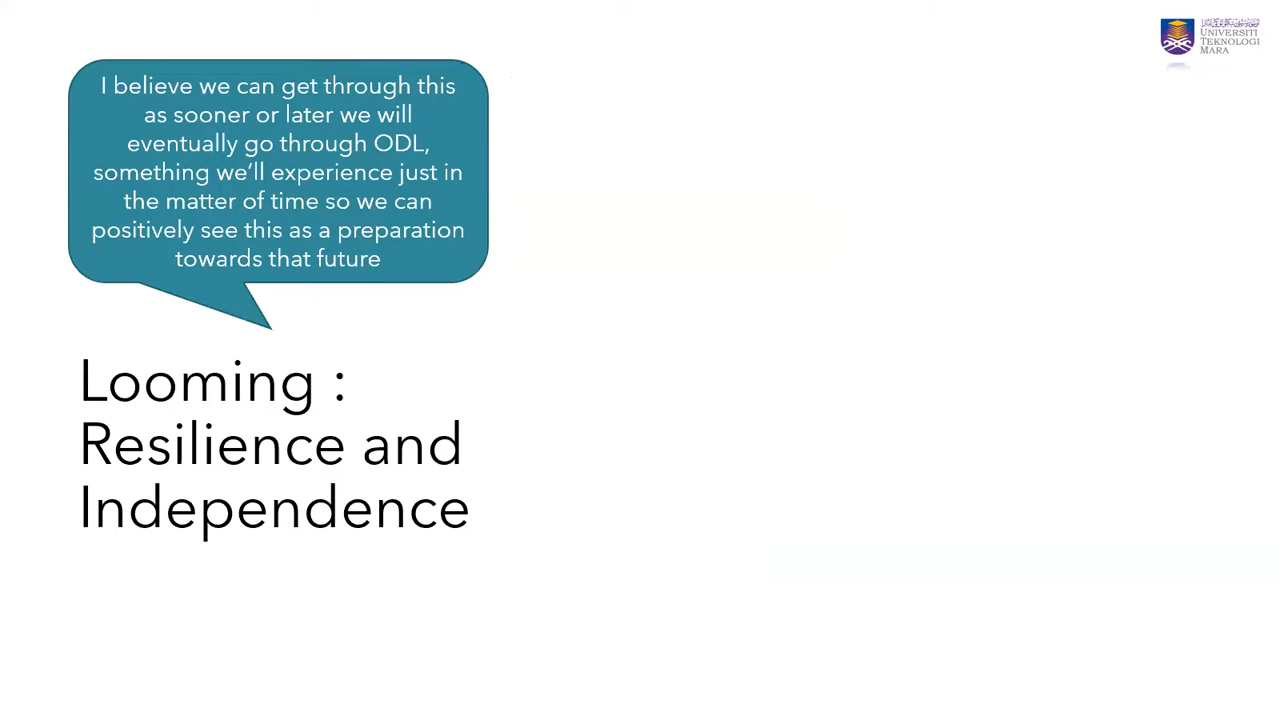 UNIVERSITI
TEKNOLOGI
MARA
I believe we can get through this
as sooner or later we will
eventually go through ODL,
something we'll experience just in
the matter of time so we can
positively see this as a preparation
towards that future
Looming :
Resilience and
Independence